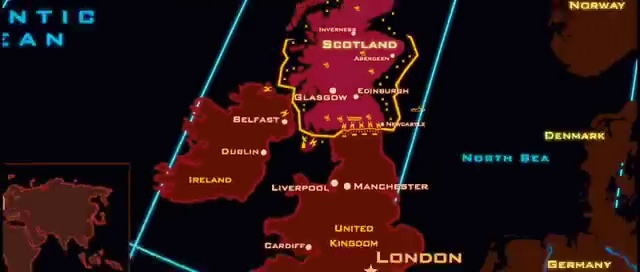 NORWAY
NTIC
EAN
INVERNESS
SCOTLAND
ABERDEEN
GLASGOW
EDINBURGH
BELFAST
NEWCASTLE
DENMARK
DUBLIN
NORTH SEA
IRELAND
LIVERPOOL
MANCHESTER
UNITED
KINGDOM
CARDIFF
LONDON
GERMANY